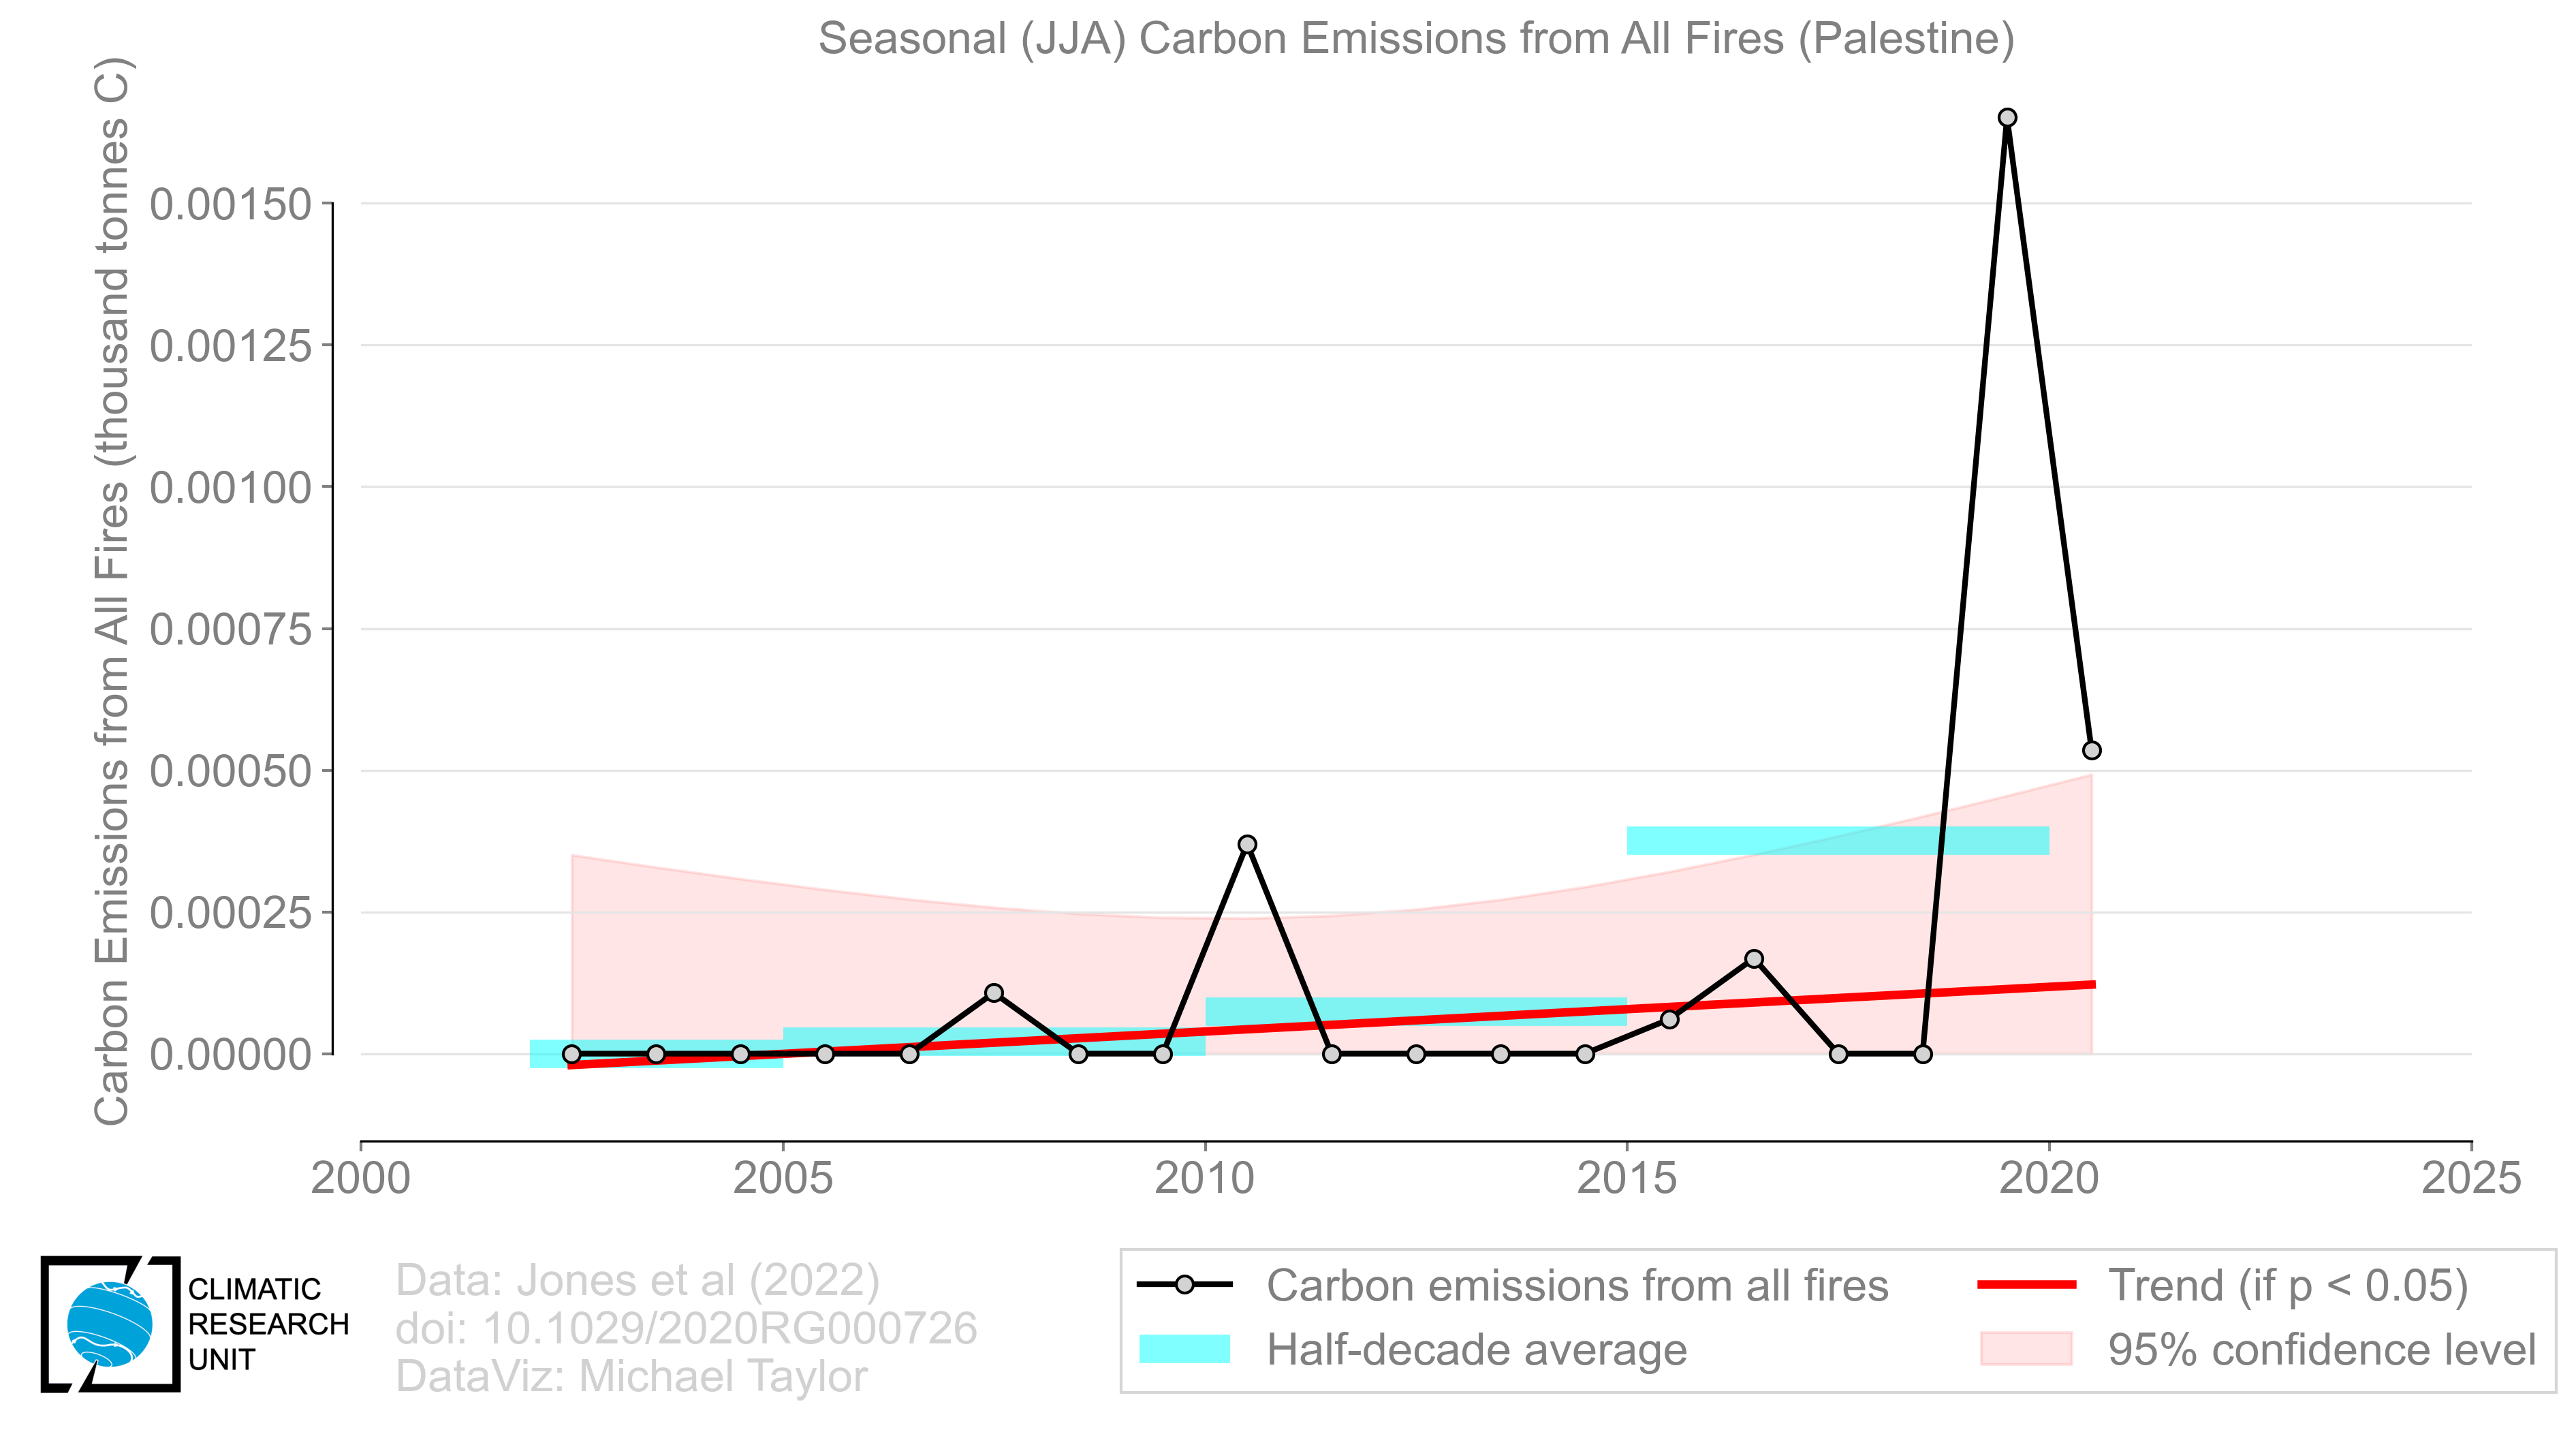 Seasonal (JJA) Carbon Emissions from All Fires (Palestine)
Carbon Emissions from All Fires (thousand tonnes C)
0.00150
0.00125
0.00100
0.00075
0.00050
0.00025
0.00000
2000
2005
2010
2015
2020
2025
CLIMATIC
RESEARCH
UNIT
Data: Jones et al (2022)
doi: 10.1029/2020RG000726
DataViz: Michael Taylor
Carbon emissions from all fires
Half-decade average
Trend (if p < 0.05)
95% confidence level